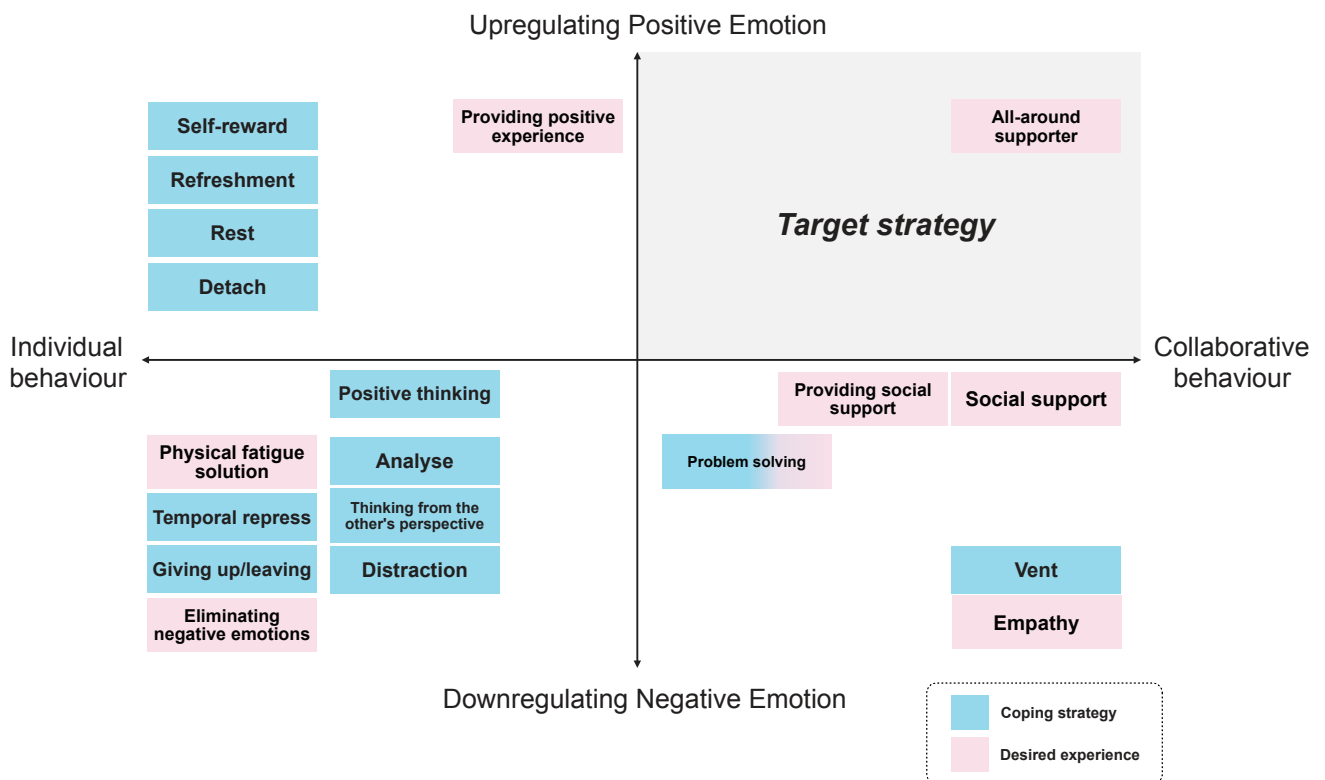 Upregulating Positive Emotion
Self-reward
Providing positive
experience
All-around
supporter
Refreshment
Rest
Target strategy
Detach
Individual
behaviour
Collaborative
behaviour
Positive thinking
Providing social
support
Social support
Physical fatigue
solution
Analyse
Problem solving
Temporal repress
Thinking from the
other's perspective
Giving up/leaving
Distraction
Vent
Eliminating
negative emotions
Empathy
Downregulating Negative Emotion
Coping strategy
Desired experience